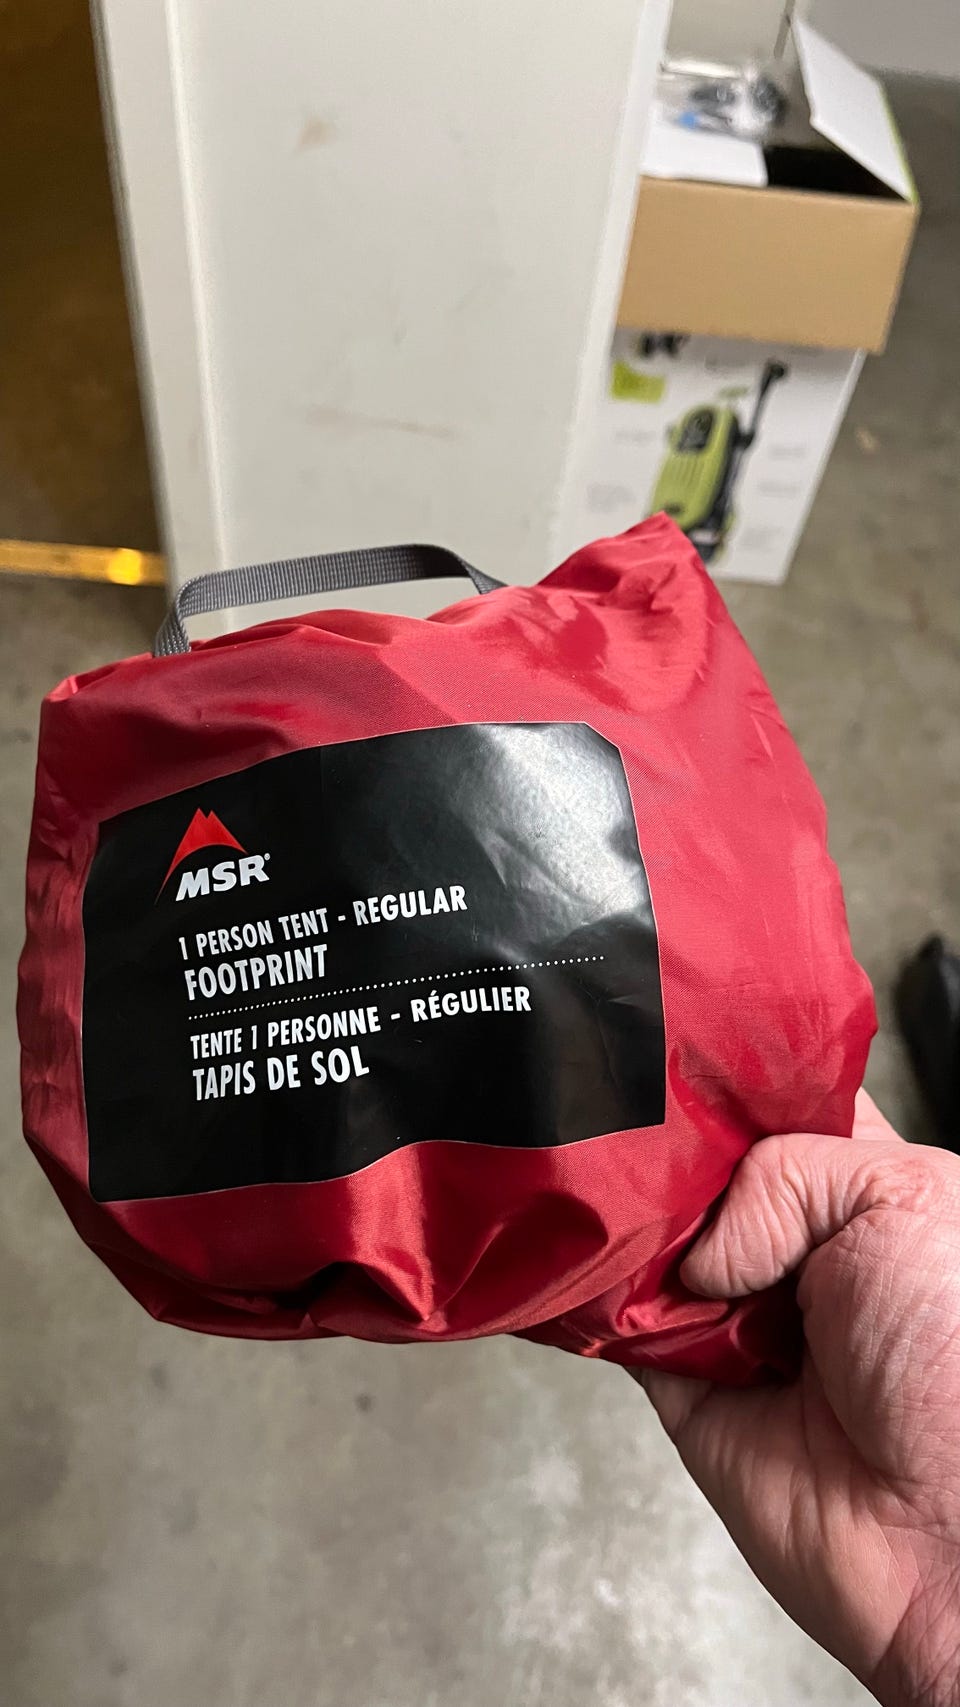 MSR®
1 PERSON TENT - REGULAR
FOOTPRINT
TENTE 1 PERSONNE - RÉGULIER
TAPIS DE SOL